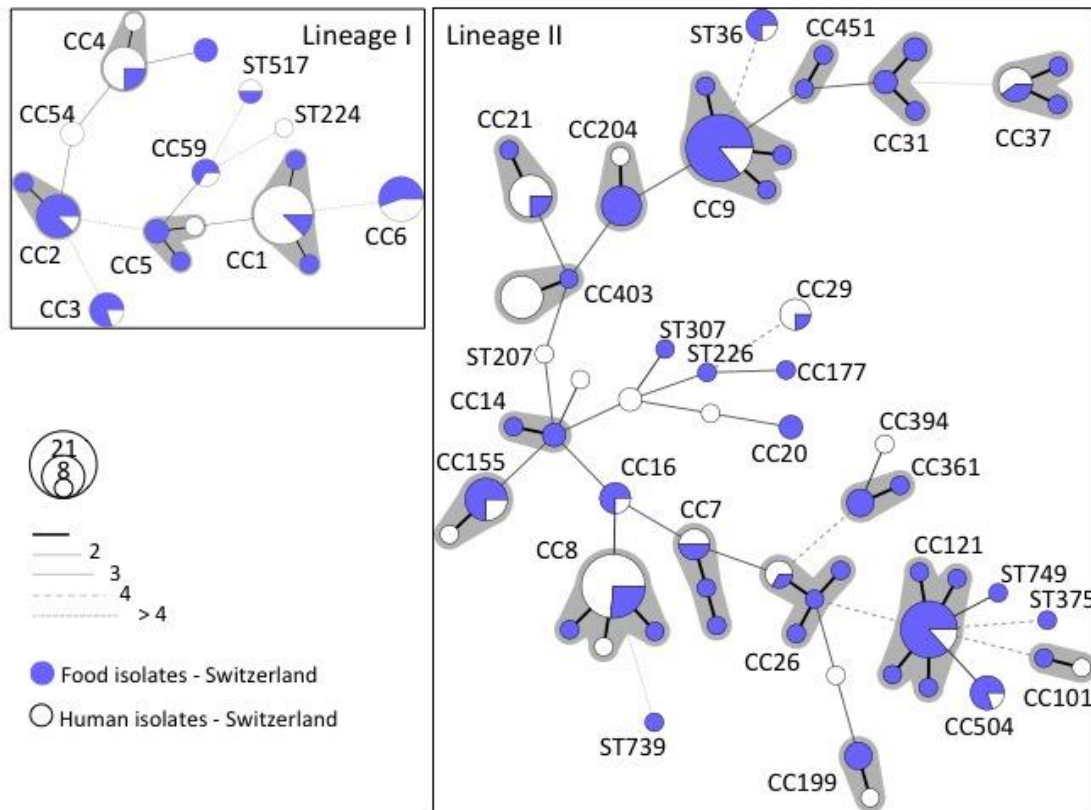 Lineage I
CC4
ST517
ST224
CC54
CC59
CC2
CC5
CC1
CC6
CC3
Lineage II
ST36
CC451
CC21
CC204
CC31
CC37
CC9
CC403
CC29
ST207
ST307
ST226
CC177
CC14
CC20
CC394
CC155
CC16
CC361
CC7
CC8
CC121
ST749
ST375
CC26
CC101
CC504
ST739
CC199
21
8
2
3
4
> 4
Food isolates - Switzerland
Human isolates - Switzerland